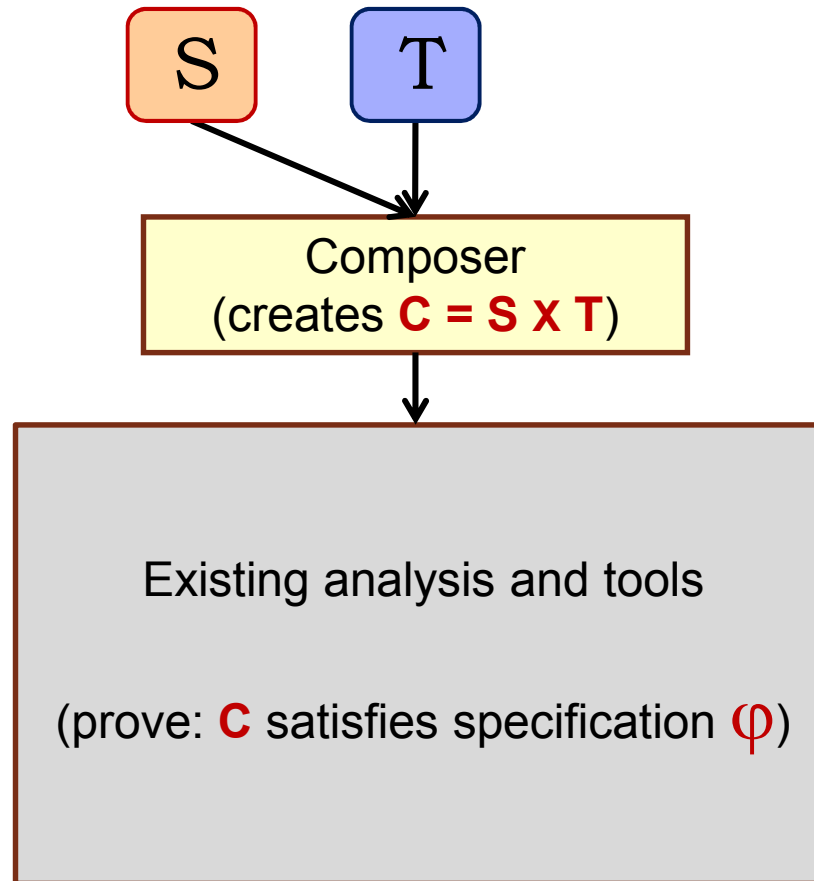 S T
Composer
(creates C = S X T)
Existing analysis and tools
(prove: C satisfies specification φ)